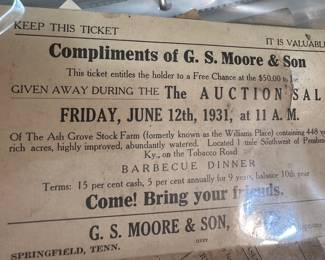 KEEP THIS TICKET
IT IS VALUABLE
Compliments of G. S. Moore & Son
This ticket entitles the holder to a Free Chance at the $50.00 to
GIVEN AWAY DURING THE The AUCTION SAL
FRIDAY, JUNE 12th, 1931, at 11 A. M.
Of The Ash Grove Stock Farm (formerly known as the Williams Place) containing 448
rich acres, highly improved, abundantly watered. Located 1 mile Southwest of Pembr
Ky., on the Tobacco Road
BARBECUE DINNER
Terms: 15 per cent cash, 5 per cent annually for 9 years, balance 10th year
Come! Bring your friends.
G. S. MOORE & SON,
SPRINGFIELD, TENN.